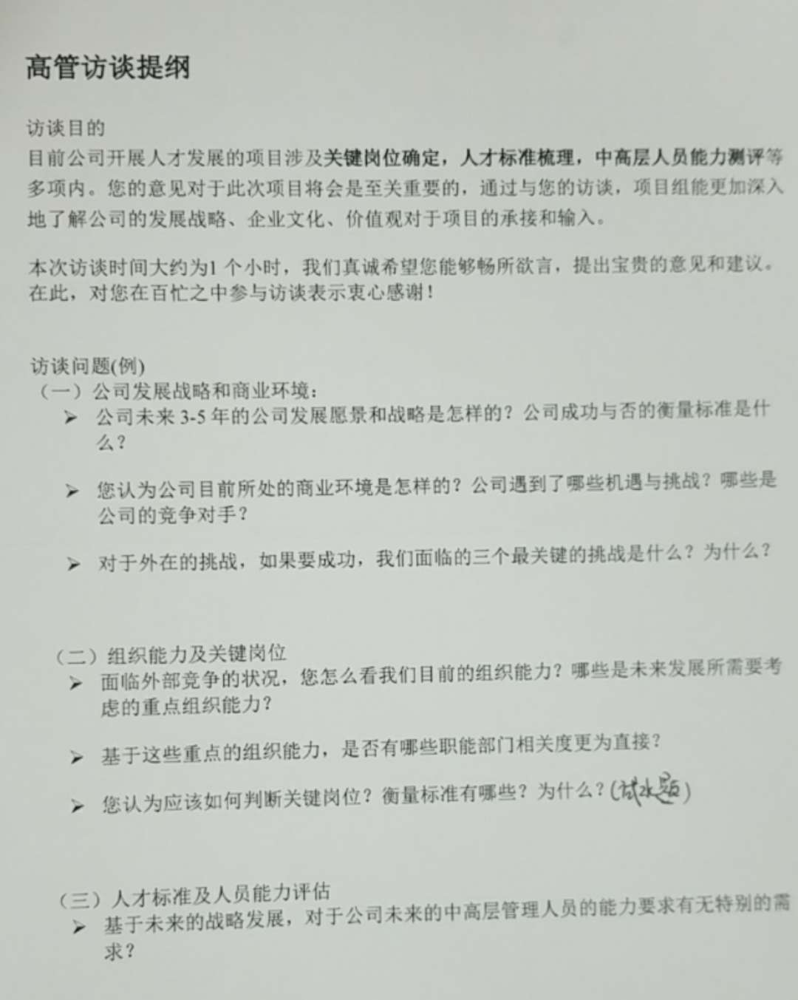 高管访谈提纲
访谈目的
目前公司开展人才发展的项目涉及关键岗位确定，人才标准梳理，中高层人员能力测评等
多项内。您的意见对于此次项目将会是至关重要的，通过与您的访谈，项目组能更加深入
地了解公司的发展战略、企业文化、价值观对于项目的承接和输入。
本次访谈时间大约为1 个小时，我们真诚希望您能够畅所欲言，提出宝贵的意见和建议。
在此，对您在百忙之中参与访谈表示衷心感谢！
访谈问题(例)
（一）公司发展战略和商业环境：
➢ 公司未来 3-5 年的公司发展愿景和战略是怎样的？公司成功与否的衡量标准是什
么？
➢ 您认为公司目前所处的商业环境是怎样的？公司遇到了哪些机遇与挑战？哪些是
公司的竞争对手？
➢ 对于外在的挑战，如果要成功，我们面临的三个最关键的挑战是什么？为什么？
（二）组织能力及关键岗位
➢ 面临外部竞争的状况，您怎么看我们目前的组织能力？哪些是未来发展所需要考
虑的重点组织能力？
➢ 基于这些重点的组织能力，是否有哪些职能部门相关度更为直接？
➢ 您认为应该如何判断关键岗位？衡量标准有哪些？为什么？(试水题)
（三）人才标准及人员能力评估
➢ 基于未来的战略发展，对于公司未来的中高层管理人员的能力要求有无特别的需
求？